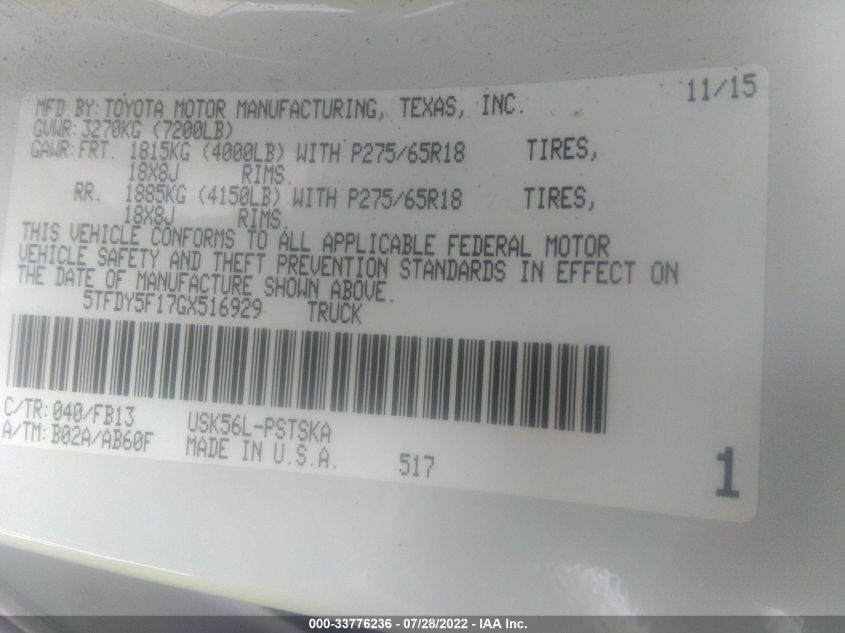 11/15
MFD.BY:TOYOTA MOTOR MANUFACTURING, TEXAS, INC.
GVWR:3270KG (7200LB)
GAWR:FRT. 1815KG (4000LB) WITH P275/65R18 TIRES,
18X8J RIMS.
RR. 1885KG (4150LB) WITH P275/65R18 TIRES,
18X8J RIMS.
THIS VEHICLE CONFORMS TO ALL APPLICABLE FEDERAL MOTOR
VEHICLE SAFETY AND THEFT PREVENTION STANDARDS IN EFFECT ON
THE DATE OF MANUFACTURE SHOWN ABOVE.
5TFDY5F17GX516929 TRUCK
C/TR:040/FB13 USK56L-PSTSKA
A/TM:B02A/AB60F MADE IN U.S.A. 517
1
000-33776236 - 07/28/2022 - IAA Inc.